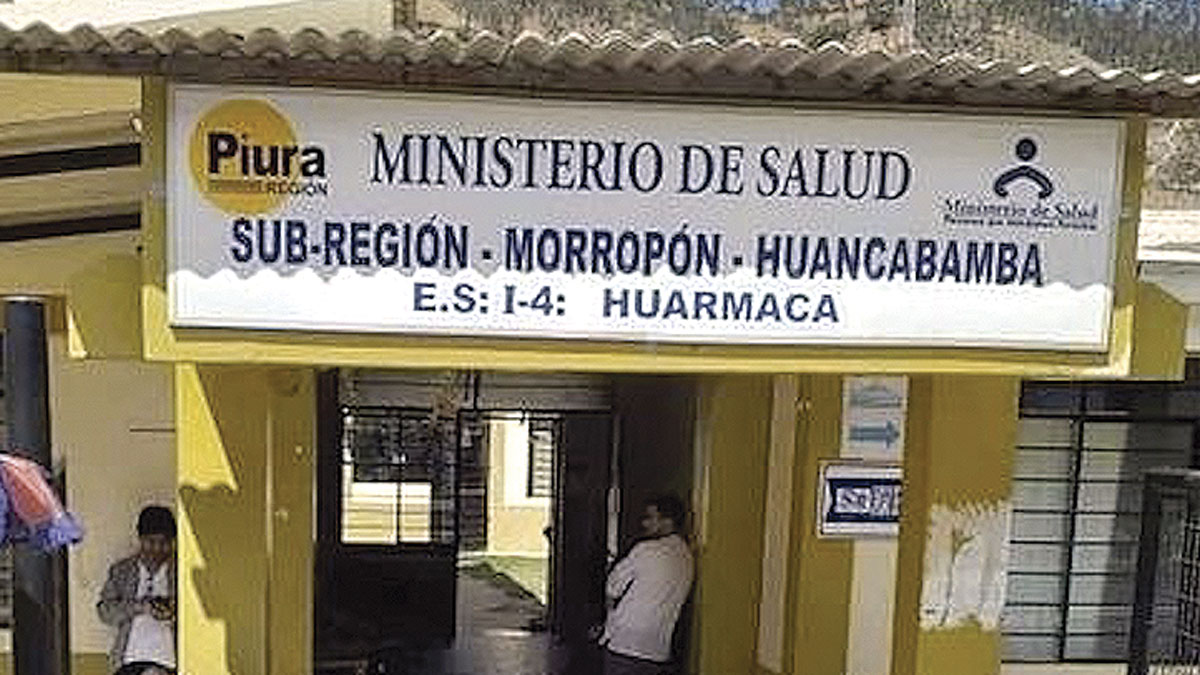 Piura
REGIÓN
MINISTERIO DE SALUD
Ministerio de Salud
SUB-REGIÓN - MORROPÓN - HUANCABAMBA
E.S: I-4: HUARMACA